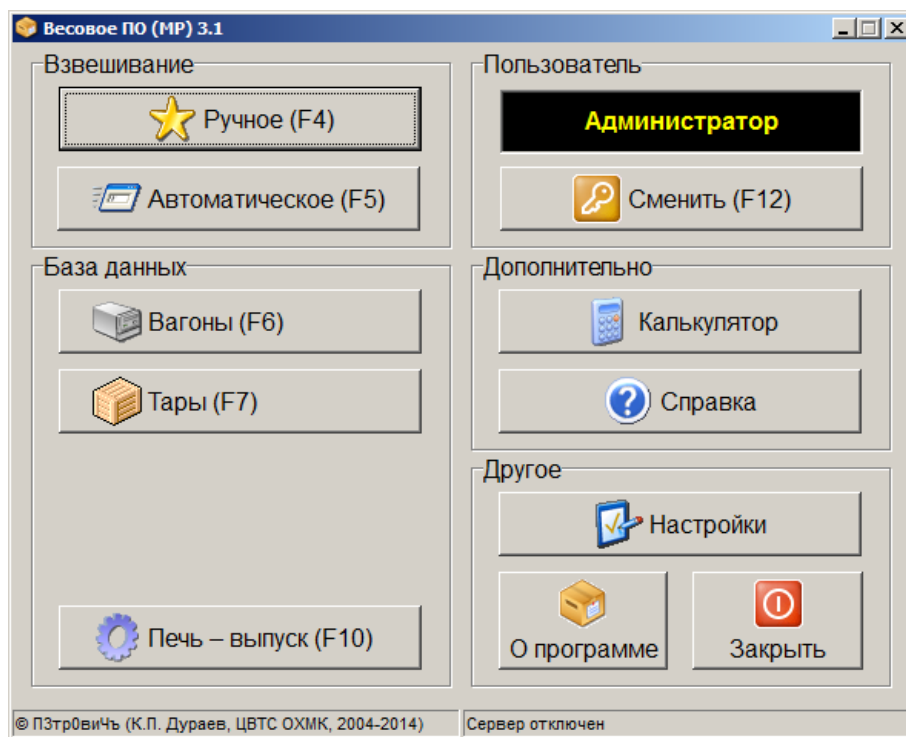 Весовое ПО (МР) 3.1
Взвешивание
Ручное (F4)
Автоматическое (F5)
Пользователь
Администратор
Сменить (F12)
База данных
Вагоны (F6)
Тары (F7)
Печь – выпуск (F10)
Дополнительно
Калькулятор
Справка
Другое
Настройки
О программе
Закрыть
© ПЗтр0виЧъ (К.П. Дураев, ЦВТС ОХМК, 2004-2014)
Сервер отключен